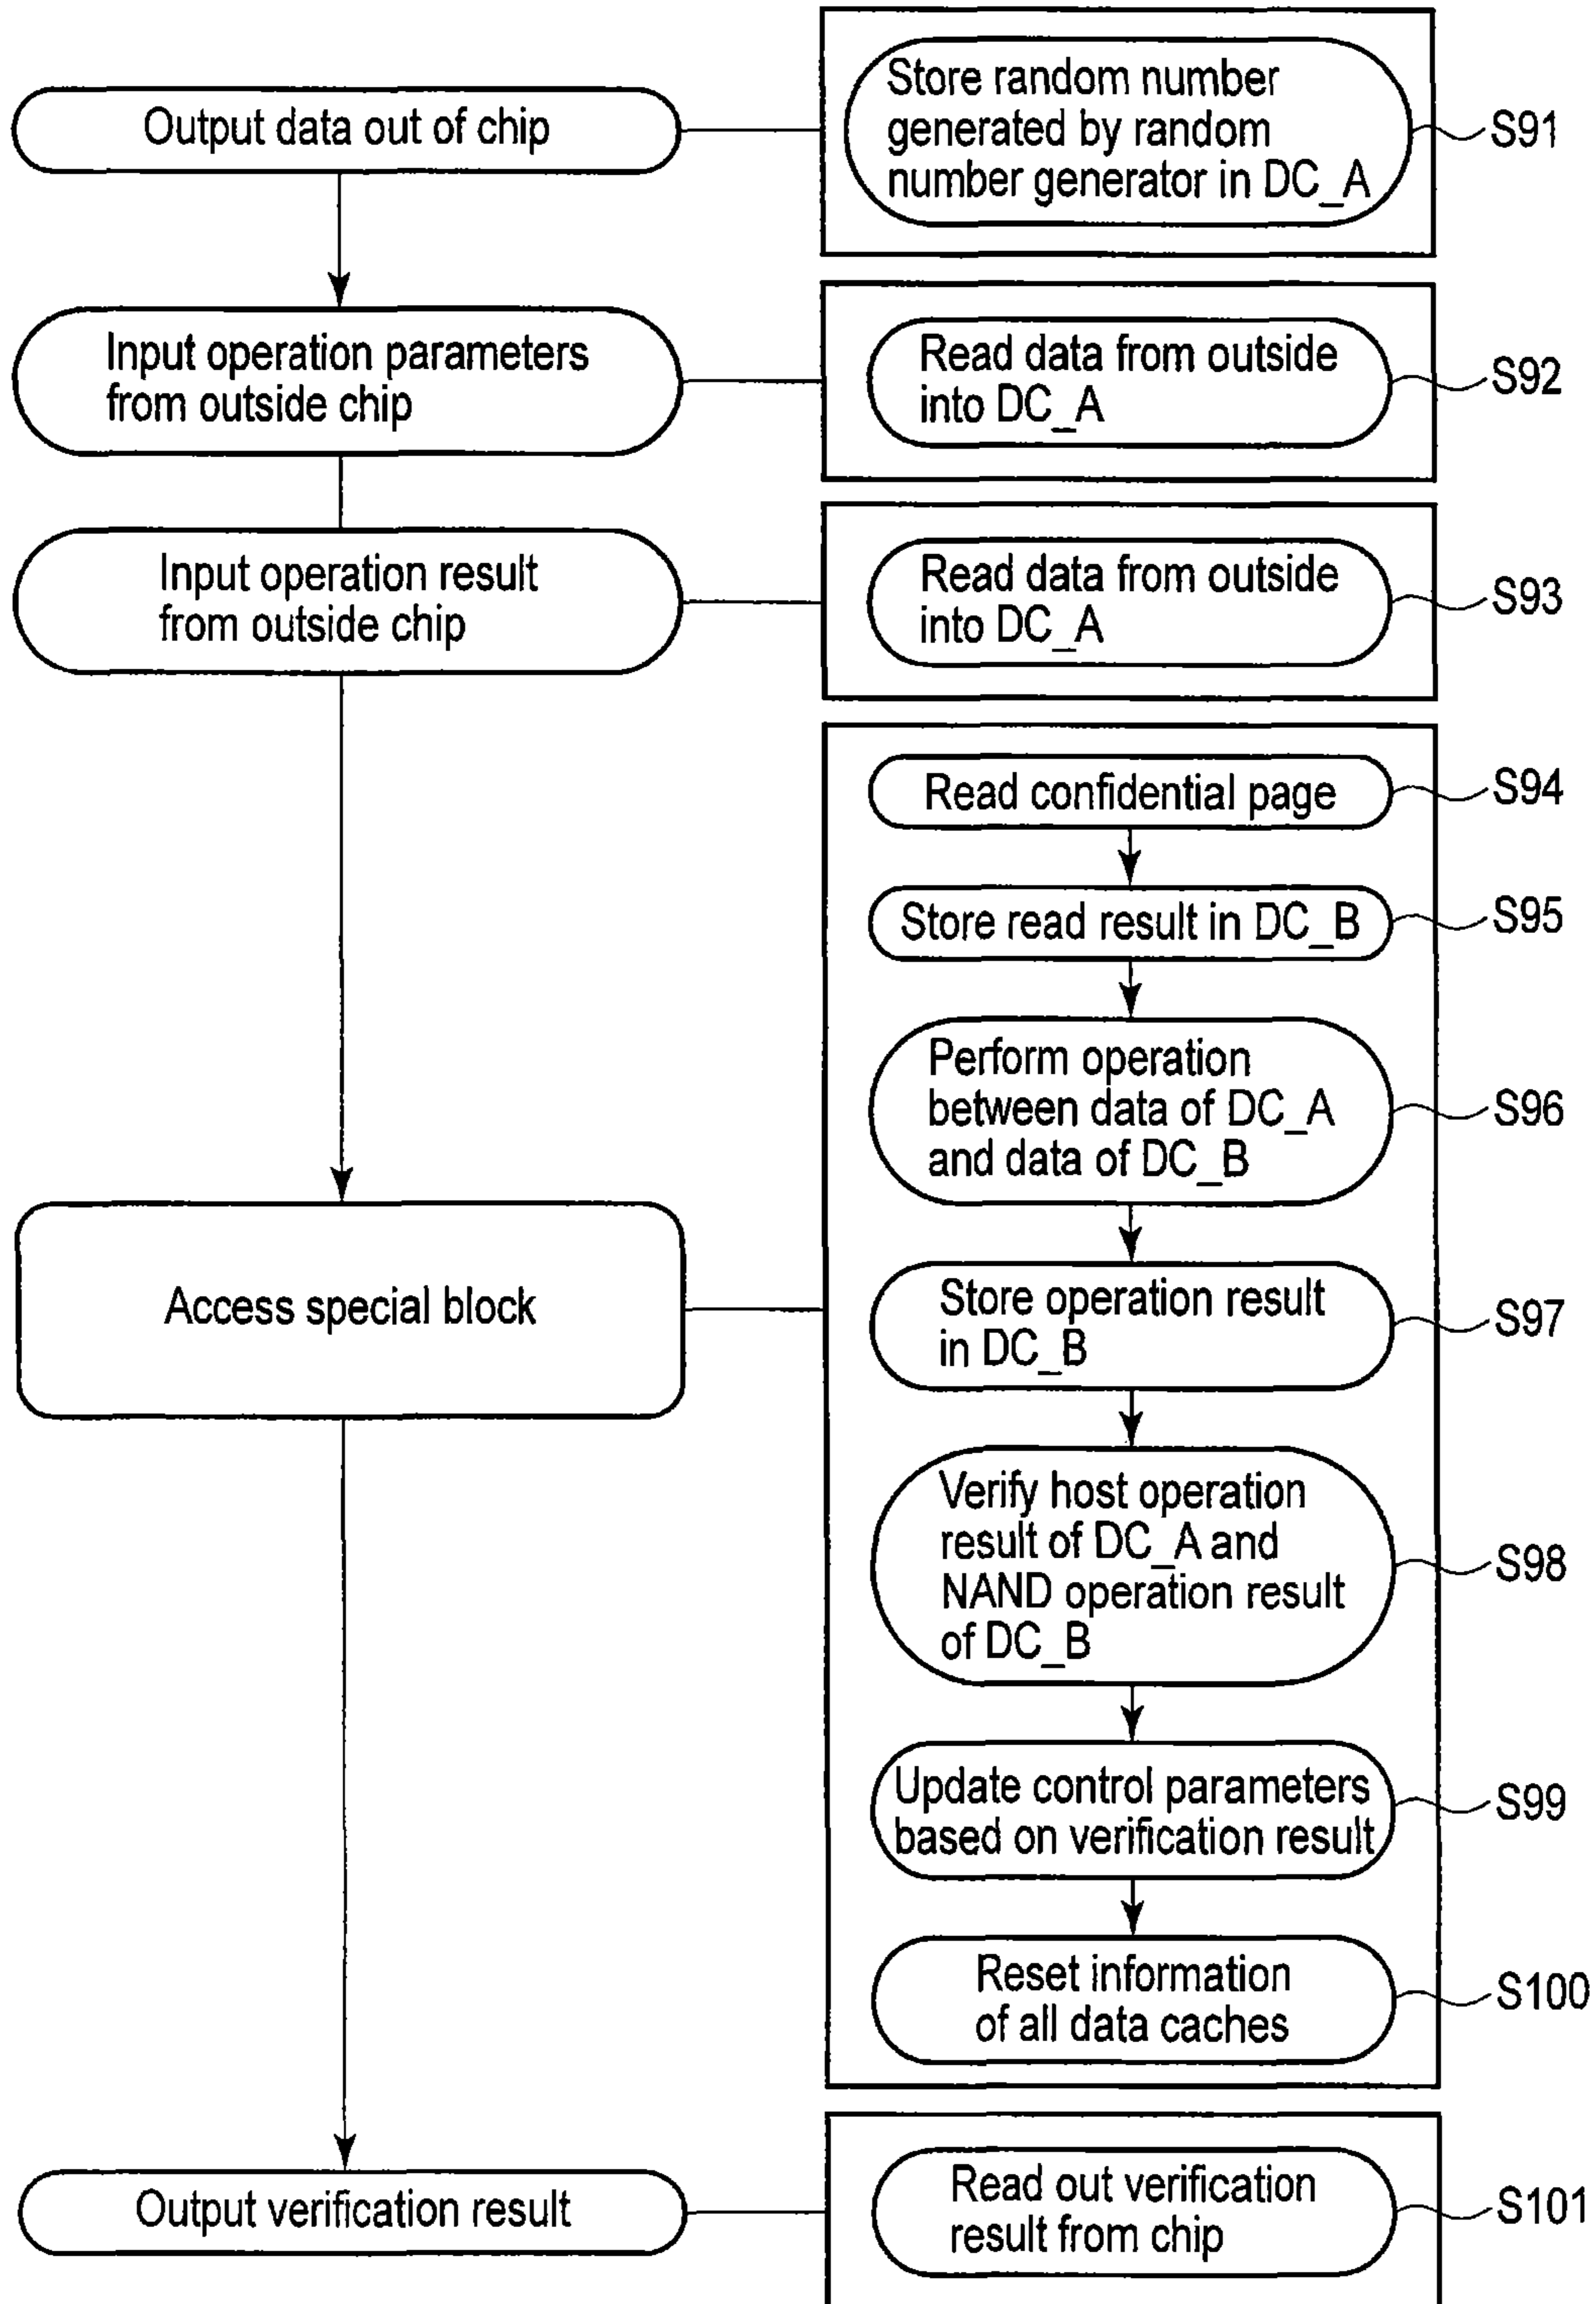 Output data out of chip
Store random number
generated by random
number generator in DC_A
S91
Input operation parameters
from outside chip
Read data from outside
into DC_A
S92
Input operation result
from outside chip
Read data from outside
into DC_A
S93
Read confidential page
S94
Store read result in DC_B
S95
Perform operation
between data of DC_A
and data of DC_B
S96
Access special block
Store operation result
in DC_B
S97
Verify host operation
result of DC_A and
NAND operation result
of DC_B
S98
Update control parameters
based on verification result
S99
Reset information
of all data caches
S100
Output verification result
Read out verification
result from chip
S101